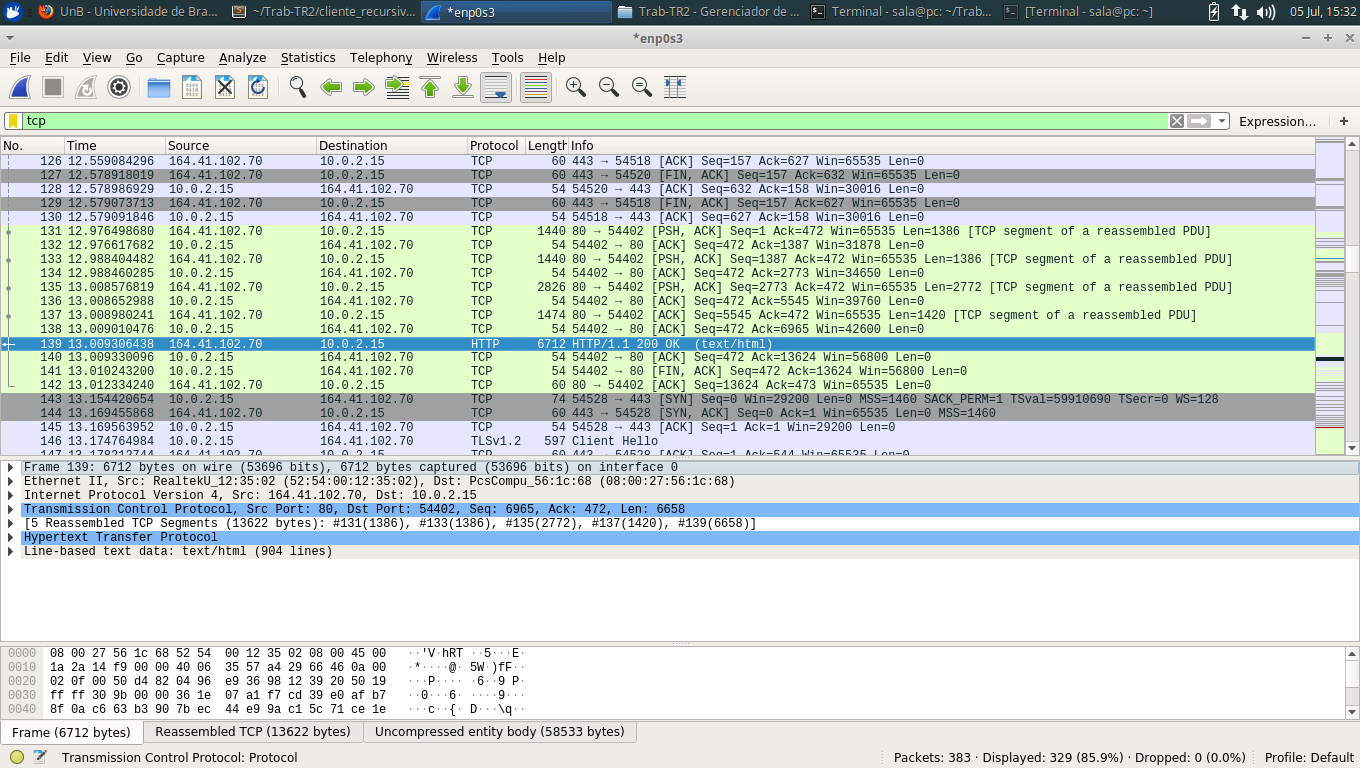 UnB - Universidade de Bra... ~/Trab-TR2/cliente_recursiv... *enp0s3 Trab-TR2 - Gerenciador de ... Terminal - sala@pc: ~/Trab... [Terminal - sala@pc: ~] 05 Jul, 15:32
*enp0s3
File Edit View Go Capture Analyze Statistics Telephony Wireless Tools Help
tcp Expression… +
No. Time Source Destination Protocol Length Info
126 12.559084296 164.41.102.70 10.0.2.15 TCP 60 443 → 54518 [ACK] Seq=157 Ack=627 Win=65535 Len=0
127 12.578918019 164.41.102.70 10.0.2.15 TCP 60 443 → 54520 [FIN, ACK] Seq=157 Ack=632 Win=65535 Len=0
128 12.578986929 10.0.2.15 164.41.102.70 TCP 54 54520 → 443 [ACK] Seq=632 Ack=158 Win=30016 Len=0
129 12.579073713 164.41.102.70 10.0.2.15 TCP 60 443 → 54518 [FIN, ACK] Seq=157 Ack=627 Win=65535 Len=0
130 12.579091846 10.0.2.15 164.41.102.70 TCP 54 54518 → 443 [ACK] Seq=627 Ack=158 Win=30016 Len=0
131 12.976498680 164.41.102.70 10.0.2.15 TCP 1440 80 → 54402 [PSH, ACK] Seq=1 Ack=472 Win=65535 Len=1386 [TCP segment of a reassembled PDU]
132 12.976617682 10.0.2.15 164.41.102.70 TCP 54 54402 → 80 [ACK] Seq=472 Ack=1387 Win=31878 Len=0
133 12.988404482 164.41.102.70 10.0.2.15 TCP 1440 80 → 54402 [PSH, ACK] Seq=1387 Ack=472 Win=65535 Len=1386 [TCP segment of a reassembled PDU]
134 12.988460285 10.0.2.15 164.41.102.70 TCP 54 54402 → 80 [ACK] Seq=472 Ack=2773 Win=34650 Len=0
135 13.008576819 164.41.102.70 10.0.2.15 TCP 2826 80 → 54402 [PSH, ACK] Seq=2773 Ack=472 Win=65535 Len=2772 [TCP segment of a reassembled PDU]
136 13.008652988 10.0.2.15 164.41.102.70 TCP 54 54402 → 80 [ACK] Seq=472 Ack=5545 Win=39760 Len=0
137 13.008980241 164.41.102.70 10.0.2.15 TCP 1474 80 → 54402 [PSH, ACK] Seq=5545 Ack=472 Win=65535 Len=1420 [TCP segment of a reassembled PDU]
138 13.009010476 10.0.2.15 164.41.102.70 TCP 54 54402 → 80 [ACK] Seq=472 Ack=6965 Win=42600 Len=0
139 13.009306438 164.41.102.70 10.0.2.15 HTTP 6712 HTTP/1.1 200 OK (text/html)
140 13.009330096 10.0.2.15 164.41.102.70 TCP 54 54402 → 80 [ACK] Seq=472 Ack=13624 Win=56800 Len=0
141 13.010243200 10.0.2.15 164.41.102.70 TCP 54 54402 → 80 [FIN, ACK] Seq=472 Ack=13624 Win=56800 Len=0
142 13.012334240 164.41.102.70 10.0.2.15 TCP 60 80 → 54402 [ACK] Seq=13624 Ack=473 Win=65535 Len=0
143 13.154420654 10.0.2.15 164.41.102.70 TCP 74 54528 → 443 [SYN] Seq=0 Win=29200 Len=0 MSS=1460 SACK_PERM=1 TSval=59910690 TSecr=0 WS=128
144 13.169455868 164.41.102.70 10.0.2.15 TCP 60 443 → 54528 [SYN, ACK] Seq=0 Ack=1 Win=65535 Len=0 MSS=1460
145 13.169563952 10.0.2.15 164.41.102.70 TCP 54 54528 → 443 [ACK] Seq=1 Ack=1 Win=29200 Len=0
146 13.174764984 10.0.2.15 164.41.102.70 TLSv1.2 597 Client Hello
147 13.178212744 164.41.102.70 10.0.2.15 TCP 60 443 → 54528 [ACK] Seq=1 Ack=544 Win=65535 Len=0
Frame 139: 6712 bytes on wire (53696 bits), 6712 bytes captured (53696 bits) on interface 0
Ethernet II, Src: RealtekU_12:35:02 (52:54:00:12:35:02), Dst: PcsCompu_56:1c:68 (08:00:27:56:1c:68)
Internet Protocol Version 4, Src: 164.41.102.70, Dst: 10.0.2.15
Transmission Control Protocol, Src Port: 80, Dst Port: 54402, Seq: 6965, Ack: 472, Len: 6658
[5 Reassembled TCP Segments (13622 bytes): #131(1386), #133(1386), #135(2772), #137(1420), #139(6658)]
Hypertext Transfer Protocol
Line-based text data: text/html (904 lines)
0000 08 00 27 56 1c 68 52 54 00 12 35 02 08 00 45 00 ··'V·hRT ··5···E·
0010 1a 2a 14 f9 00 00 40 06 35 57 a4 29 66 46 0a 00 ·*····@· 5W·)fF··
0020 02 0f 00 50 d4 82 04 96 e9 36 98 12 39 20 50 19 ···P···· ·6··9 P·
0030 ff ff 30 9b 00 00 36 1e 07 a1 f7 cd 39 e0 af b7 ··0···6· ····9···
0040 8f 0a c6 63 b3 90 7b ec 44 e9 9a c1 5c 71 ce 1e ···c··{· D···\q··
Frame (6712 bytes) Reassembled TCP (13622 bytes) Uncompressed entity body (58533 bytes)
Transmission Control Protocol: Protocol Packets: 383 · Displayed: 329 (85.9%) · Dropped: 0 (0.0%) Profile: Default